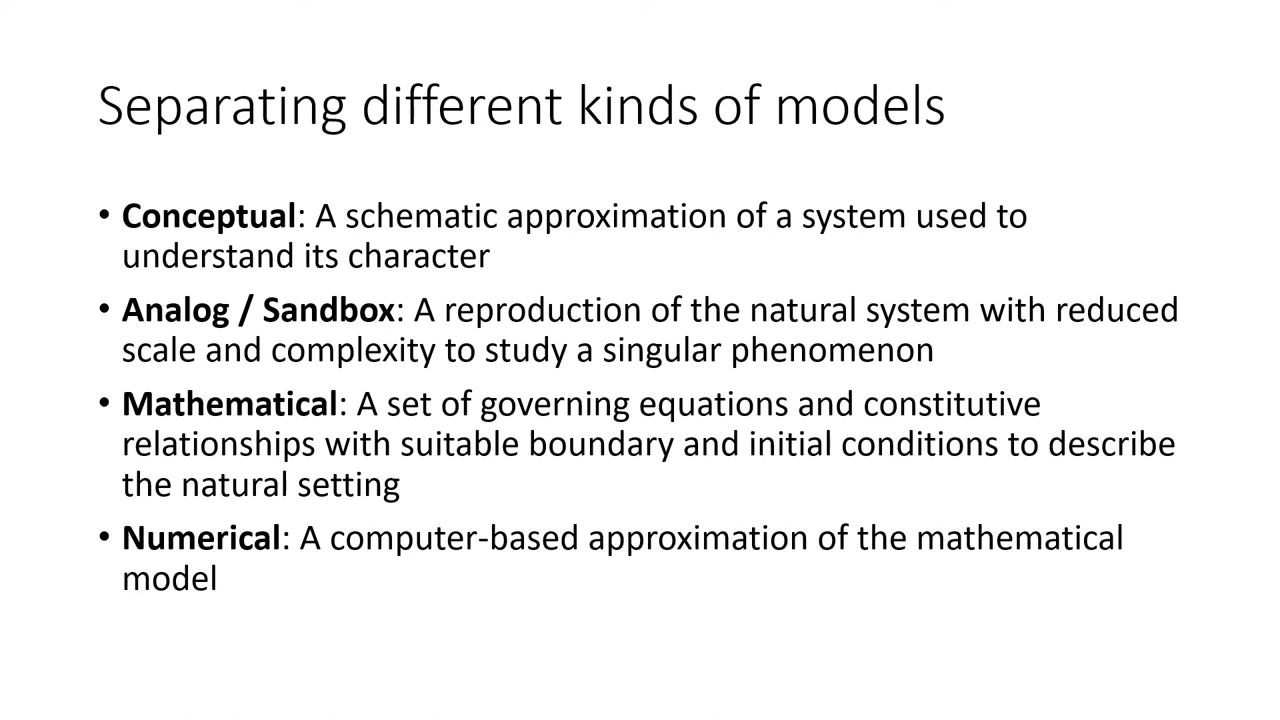 Separating different kinds of models
• Conceptual: A schematic approximation of a system used to
understand its character
• Analog / Sandbox: A reproduction of the natural system with reduced
scale and complexity to study a singular phenomenon
• Mathematical: A set of governing equations and constitutive
relationships with suitable boundary and initial conditions to describe
the natural setting
• Numerical: A computer-based approximation of the mathematical
model